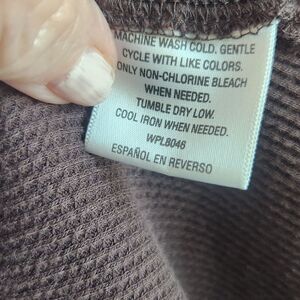 MACHINE WASH COLD. GENTLE
CYCLE WITH LIKE COLORS.
ONLY NON-CHLORINE BLEACH
WHEN NEEDED.
TUMBLE DRY LOW.
COOL IRON WHEN NEEDED.
WPL8046
ESPAÑOL EN REVERSO